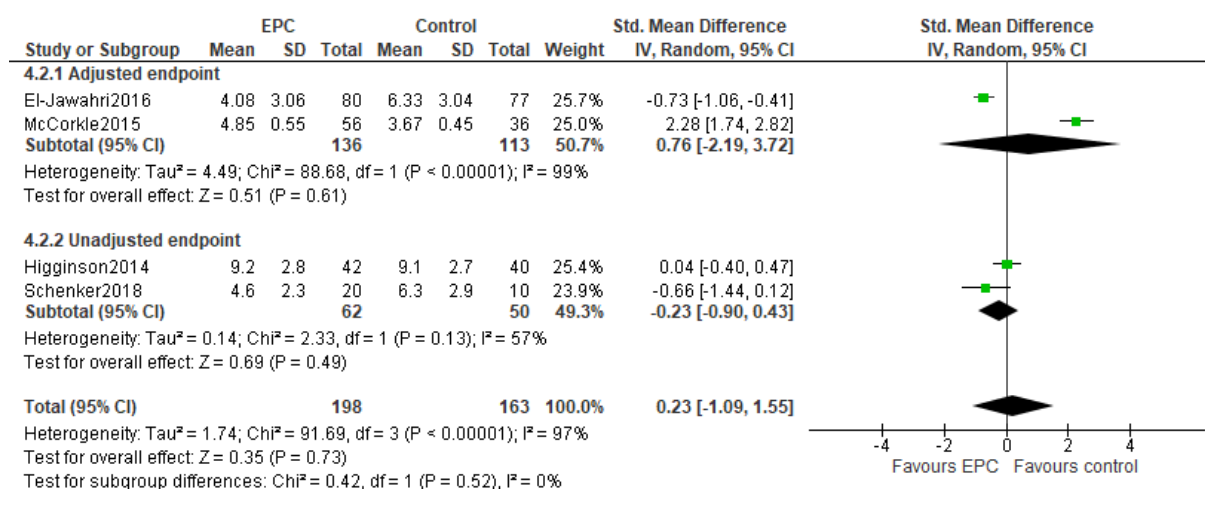 EPC Control Std. Mean Difference Std. Mean Difference
Study or Subgroup Mean SD Total Mean SD Total Weight IV, Random, 95% CI IV, Random, 95% CI
4.2.1 Adjusted endpoint
El-Jawahri2016 4.08 3.06 80 6.33 3.04 77 25.7% -0.73 [-1.06, -0.41]
McCorkle2015 4.85 0.55 56 3.67 0.45 36 25.0% 2.28 [1.74, 2.82]
Subtotal (95% CI) 136 113 50.7% 0.76 [-2.19, 3.72]
Heterogeneity: Tau² = 4.49; Chi² = 88.68, df = 1 (P < 0.00001); I² = 99%
Test for overall effect: Z = 0.51 (P = 0.61)
4.2.2 Unadjusted endpoint
Higginson2014 9.2 2.8 42 9.1 2.7 40 25.4% 0.04 [-0.40, 0.47]
Schenker2018 4.6 2.3 20 6.3 2.9 10 23.9% -0.66 [-1.44, 0.12]
Subtotal (95% CI) 62 50 49.3% -0.23 [-0.90, 0.43]
Heterogeneity: Tau² = 0.14; Chi² = 2.33, df = 1 (P = 0.13); I² = 57%
Test for overall effect: Z = 0.69 (P = 0.49)
Total (95% CI) 198 163 100.0% 0.23 [-1.09, 1.55]
Heterogeneity: Tau² = 1.74; Chi² = 91.69, df = 3 (P < 0.00001); I² = 97%
Test for overall effect: Z = 0.35 (P = 0.73)
Test for subgroup differences: Chi² = 0.42, df = 1 (P = 0.52), I² = 0%
-4 -2 0 2 4
Favours EPC Favours control